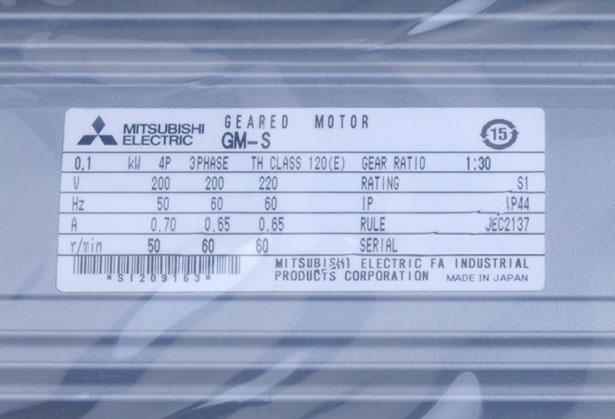 MITSUBISHI ELECTRIC GEARED MOTOR GM-S 15
0.1 kW 4P 3PHASE TH CLASS 120(E) GEAR RATIO 1:30
V 200 200 220 RATING S1
Hz 50 60 60 IP IP44
A 0.70 0.65 0.65 RULE JEC2137
r/min 50 60 60 SERIAL
*SI209163*
MITSUBISHI ELECTRIC FA INDUSTRIAL
PRODUCTS CORPORATION MADE IN JAPAN